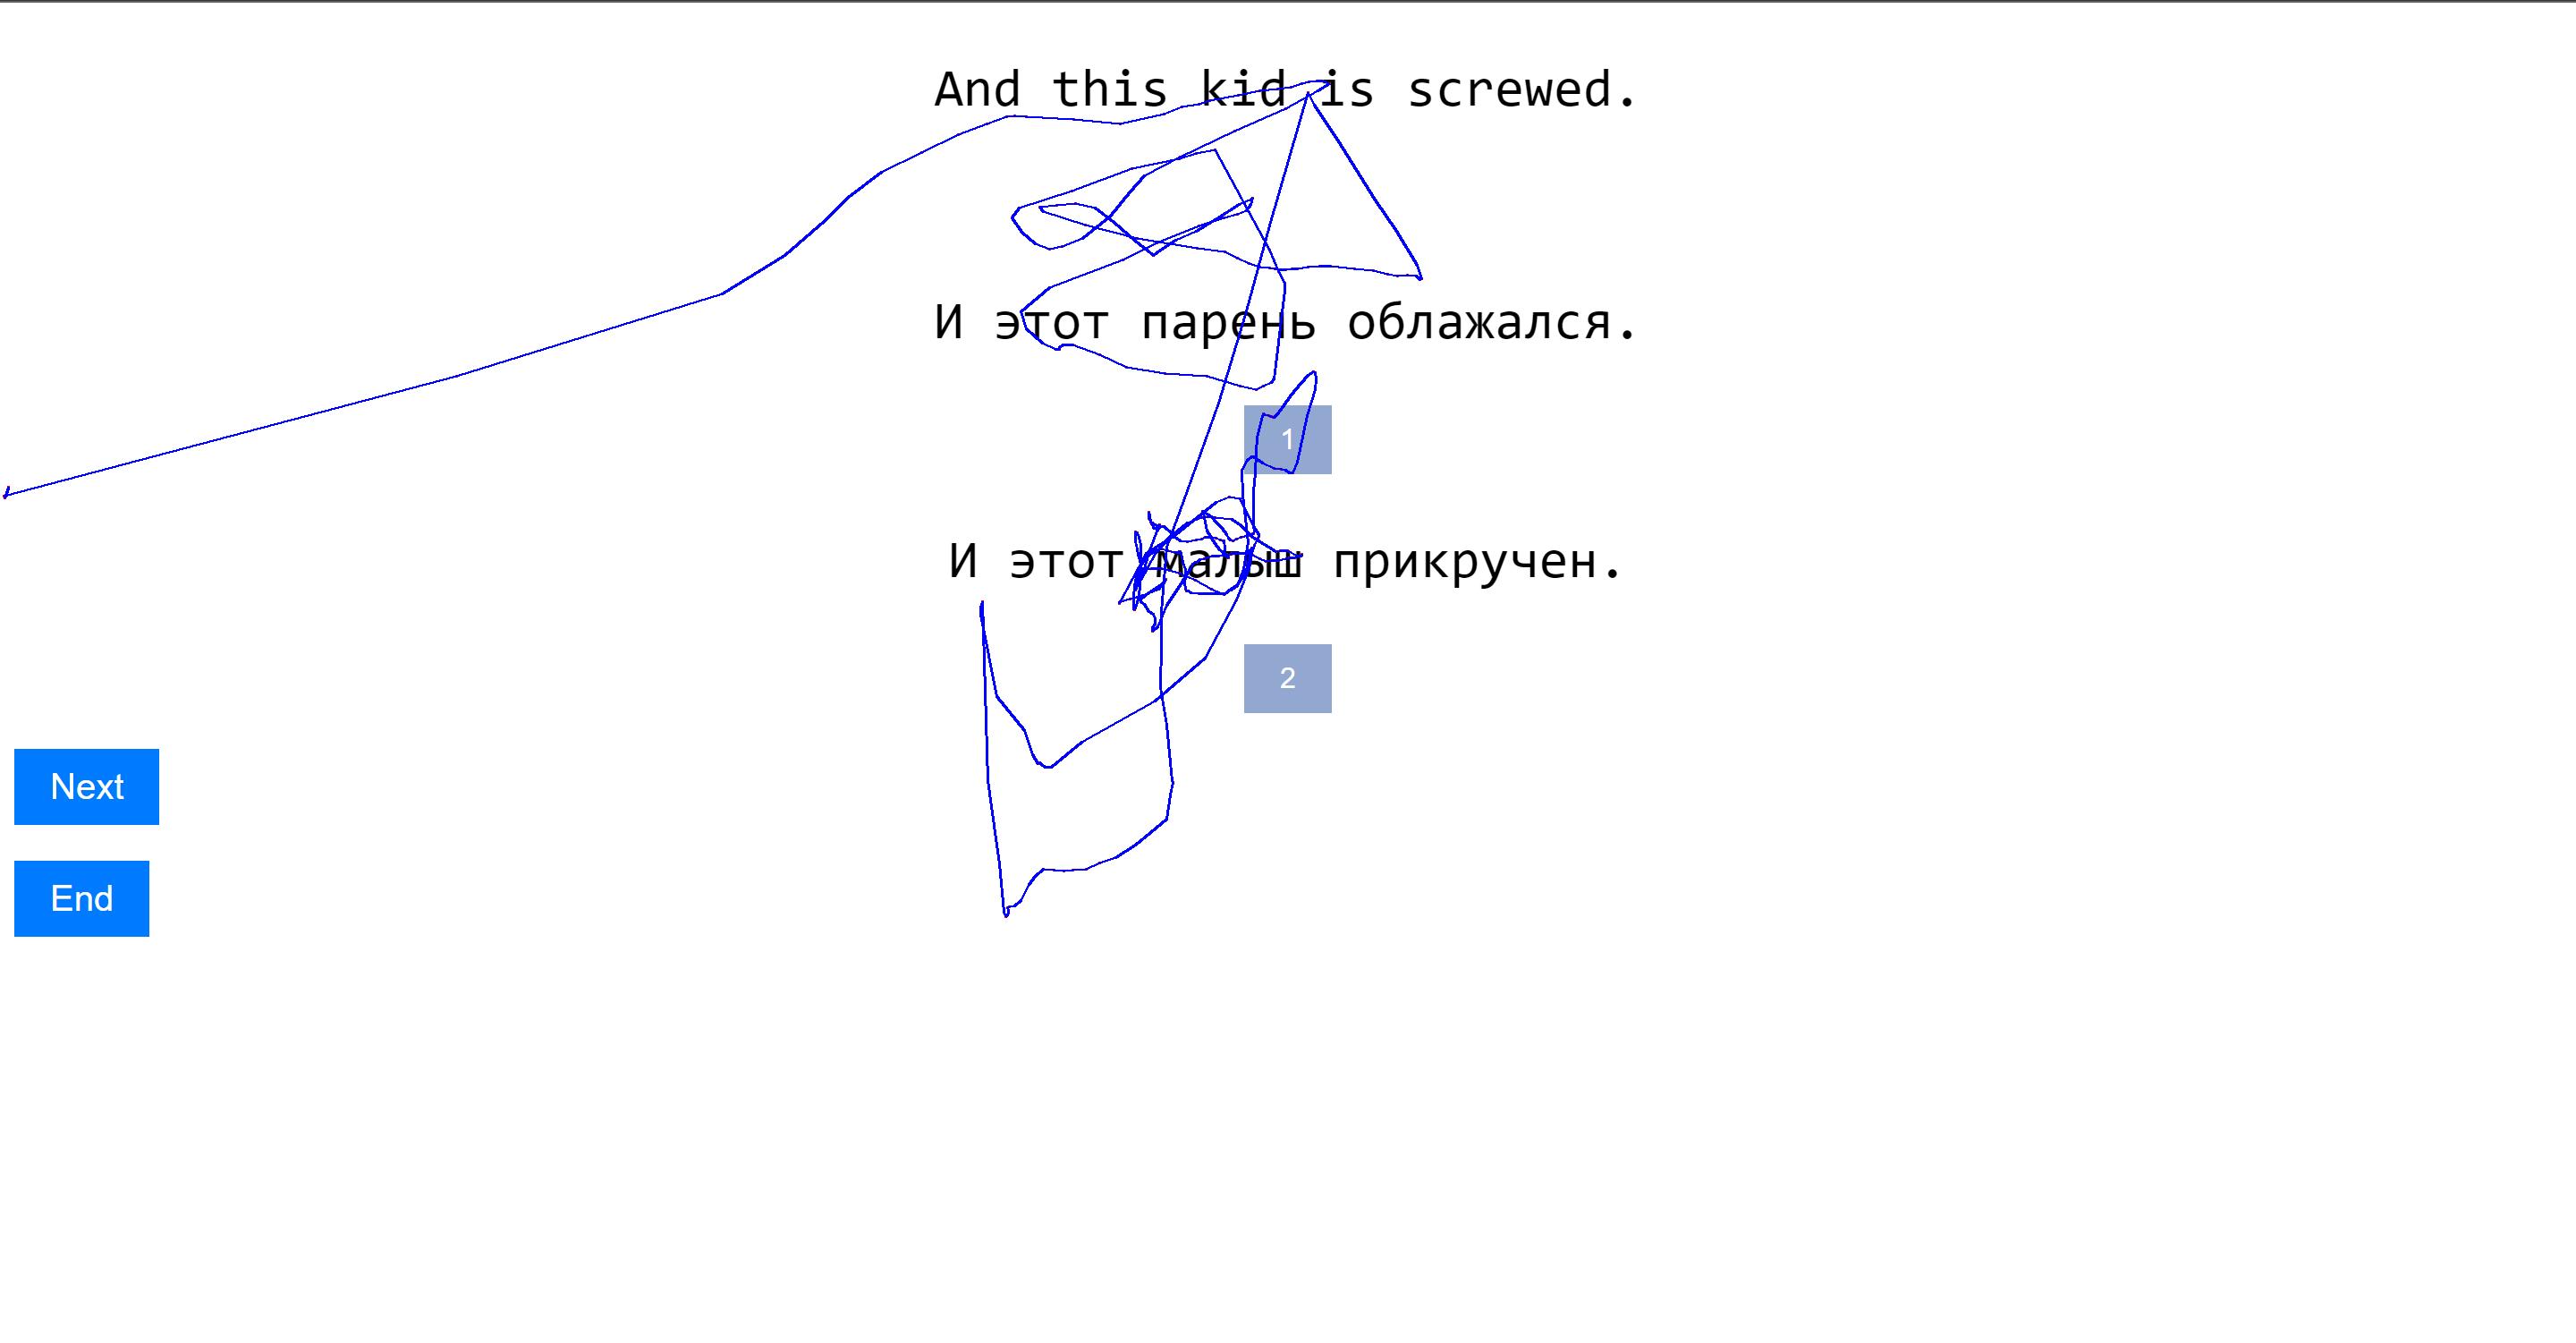 And this kid is screwed.
И этот парень облажался.
1
И этот малыш прикручен.
2
Next
End